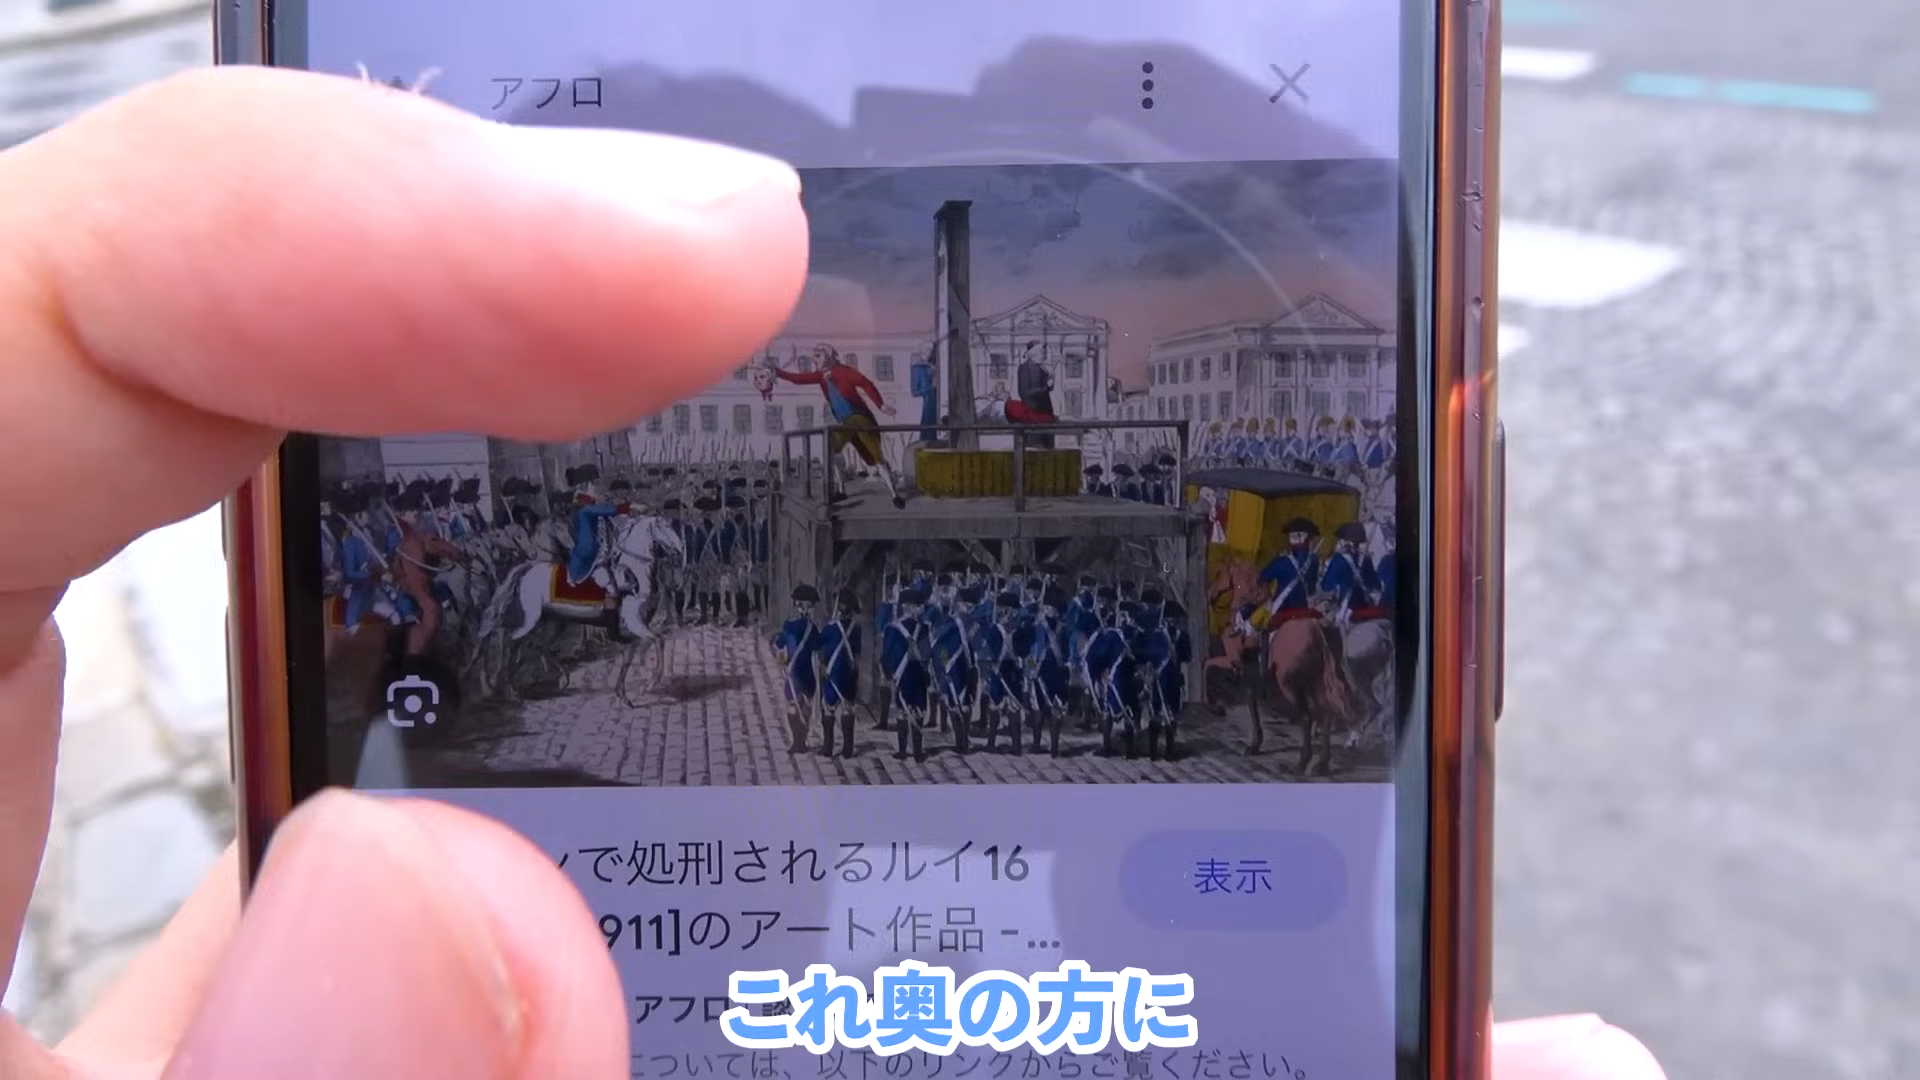 アフロ
ンで処刑されるルイ16
表示
911]のアート作品 -...
アフロ
これ奥の方に
については、以下のリンクからご覧ください。